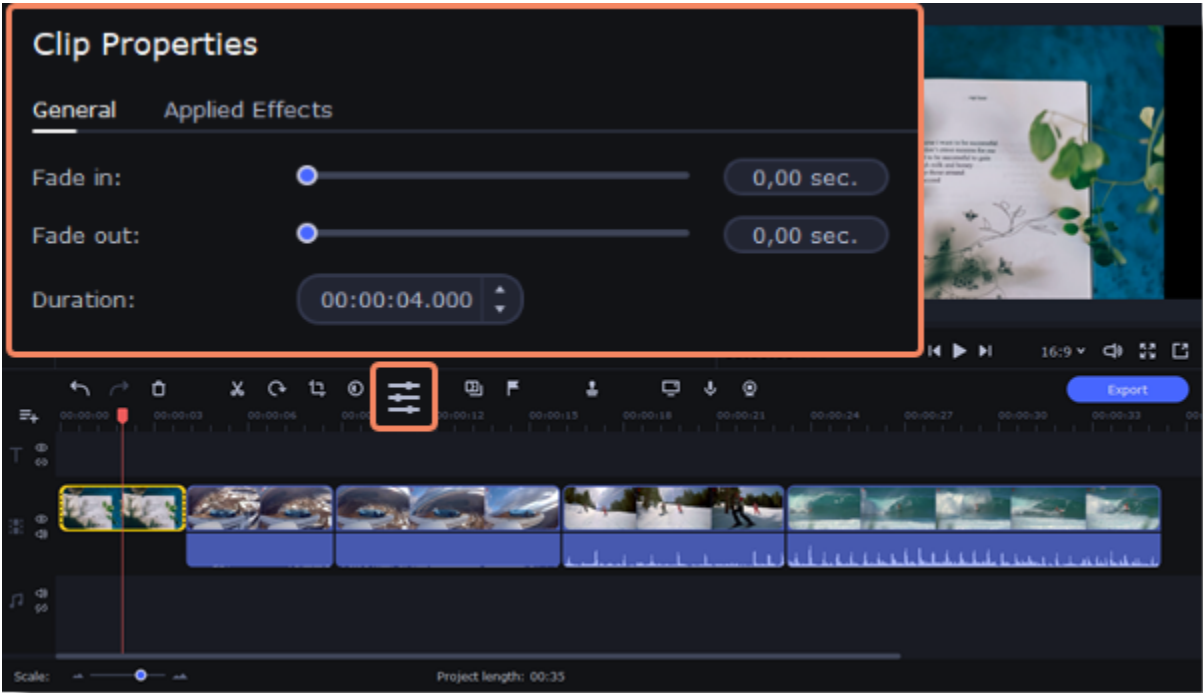 Clip Properties
General Applied Effects
Fade in: 0,00 sec.
Fade out: 0,00 sec.
Duration: 00:00:04.000
16:9
Export
00:00:00 00:00:03 00:00:06 00:00:12 00:00:15 00:00:18 00:00:21 00:00:24 00:00:27 00:00:30 00:00:33
T
Scale: Project length: 00:35